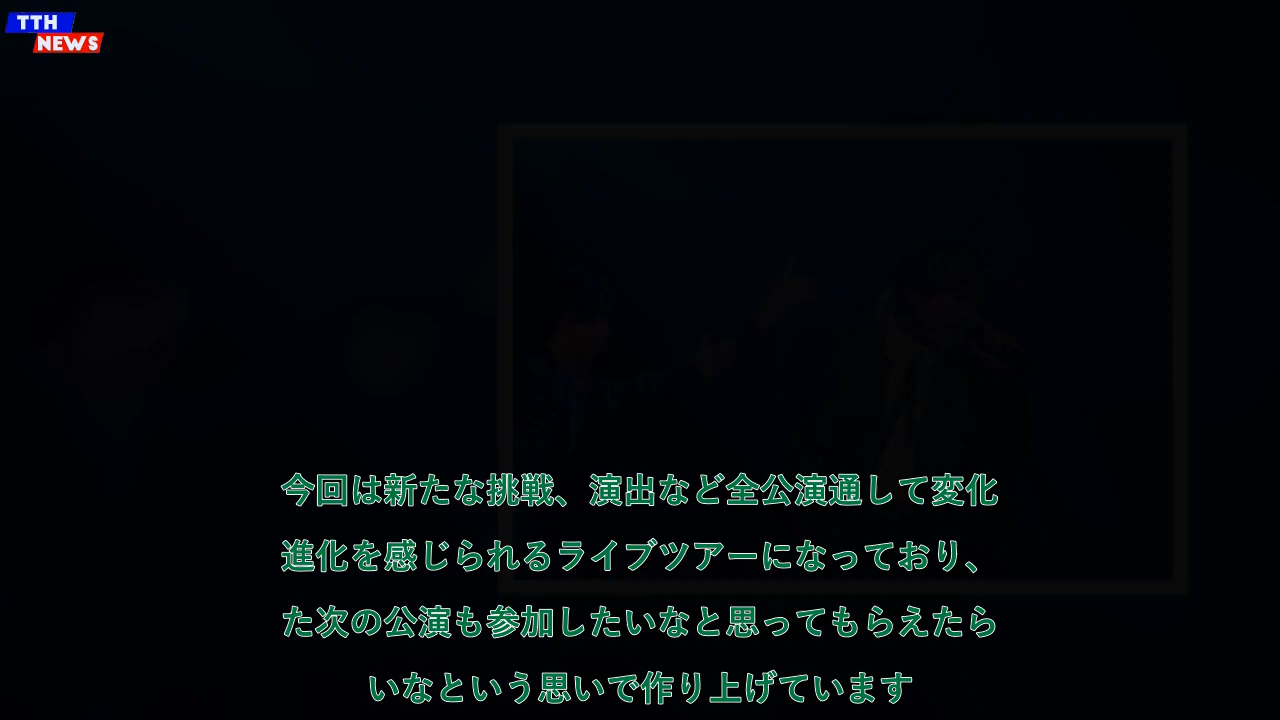 TTH
NEWS
今回は新たな挑戦、演出など全公演通して変化
進化を感じられるライブツアーになっており、
た次の公演も参加したいなと思ってもらえたら
いなという思いで作り上げています